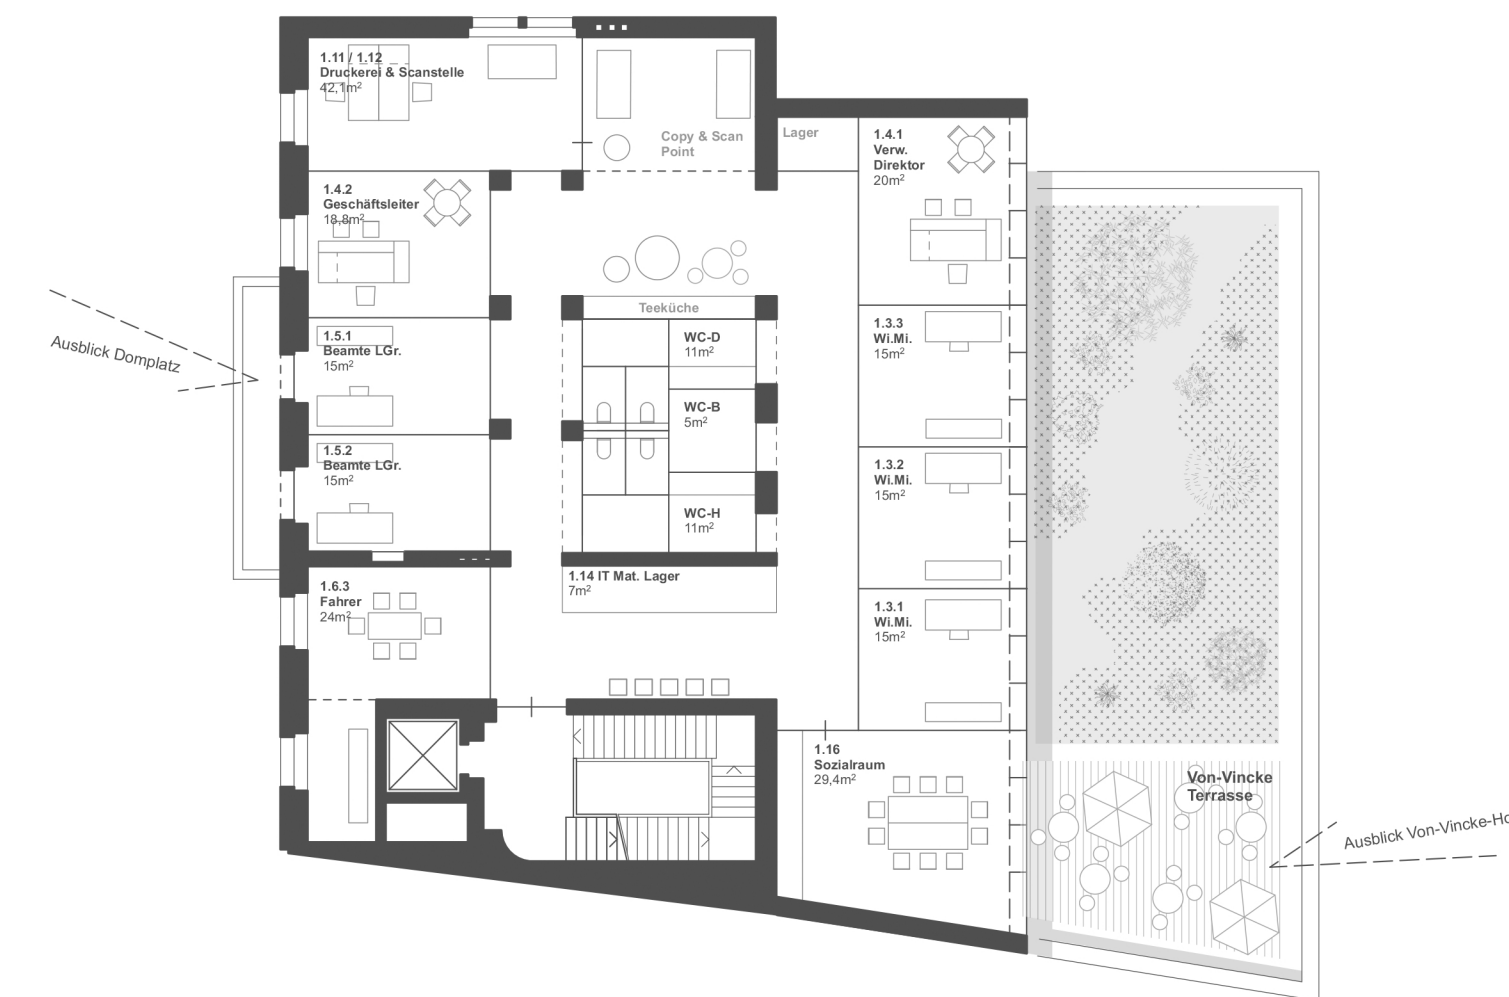 1.11 / 1.12
Druckerei & Scanstelle
42,1m²
Copy & Scan
Point
Lager
1.4.1
Verw.
Direktor
20m²
1.4.2
Geschäftsleiter
18,8m²
Teeküche
1.3.3
Wi.Mi.
15m²
1.5.1
Beamte LGr.
15m²
WC-D
11m²
Ausblick Domplatz
WC-B
5m²
1.5.2
Beamte LGr.
15m²
1.3.2
Wi.Mi.
15m²
WC-H
11m²
1.14 IT Mat. Lager
7m²
1.6.3
Fahrer
24m²
1.3.1
Wi.Mi.
15m²
1.16
Sozialraum
29,4m²
Von-Vincke
Terrasse
Ausblick Von-Vincke-Ho